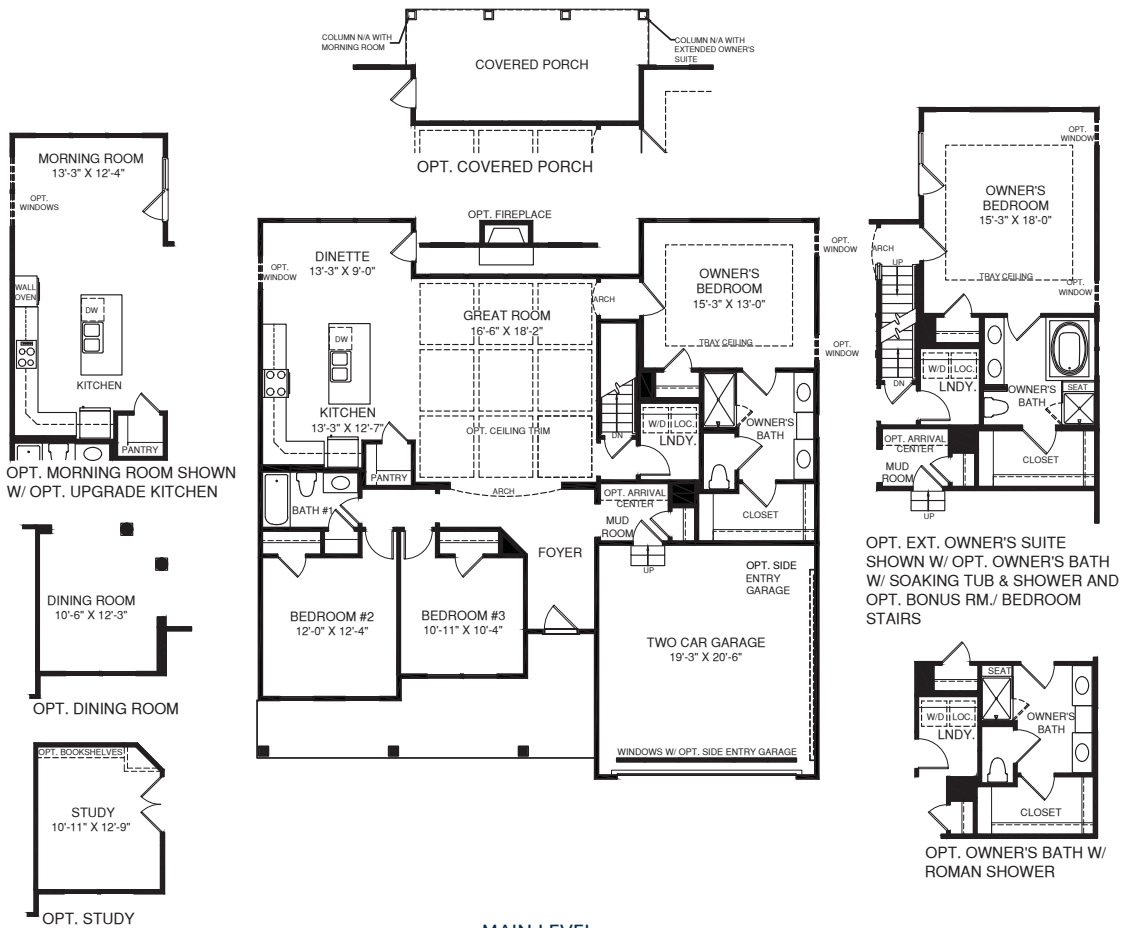 COLUMN N/A WITH
MORNING ROOM
COLUMN N/A WITH
EXTENDED OWNER'S
SUITE
COVERED PORCH
OPT. COVERED PORCH
MORNING ROOM
13'-3" X 12'-4"
OPT.
WINDOWS
WALL
OVEN
DW
KITCHEN
PANTRY
OPT. MORNING ROOM SHOWN
W/ OPT. UPGRADE KITCHEN
DINING ROOM
10'-6" X 12'-3"
OPT. DINING ROOM
OPT. BOOKSHELVES
STUDY
10'-11" X 12'-9"
OPT. STUDY
OPT. FIREPLACE
DINETTE
13'-3" X 9'-0"
OPT.
WINDOW
DW
KITCHEN
13'-3" X 12'-7"
PANTRY
GREAT ROOM
16'-6" X 18'-2"
OPT. CEILING TRIM
ARCH
ARCH
OWNER'S
BEDROOM
15'-3" X 13'-0"
TRAY CEILING
OPT.
WINDOW
OPT.
WINDOW
DN
W/D
LOC.
LNDY.
OWNER'S
BATH
CLOSET
OPT. ARRIVAL
CENTER
MUD
ROOM
UP
BATH #1
FOYER
BEDROOM #2
12'-0" X 12'-4"
BEDROOM #3
10'-11" X 10'-4"
OPT. SIDE
ENTRY
GARAGE
TWO CAR GARAGE
19'-3" X 20'-6"
WINDOWS W/ OPT. SIDE ENTRY GARAGE
OPT.
WINDOW
OWNER'S
BEDROOM
15'-3" X 18'-0"
TRAY CEILING
OPT.
WINDOW
ARCH
UP
DN
W/D
LOC.
LNDY.
OWNER'S
BATH
SEAT
OPT. ARRIVAL
CENTER
MUD
ROOM
UP
CLOSET
OPT. EXT. OWNER'S SUITE
SHOWN W/ OPT. OWNER'S BATH
W/ SOAKING TUB & SHOWER AND
OPT. BONUS RM./ BEDROOM
STAIRS
SEAT
W/D
LOC.
LNDY.
OWNER'S
BATH
CLOSET
OPT. OWNER'S BATH W/
ROMAN SHOWER
MAIN LEVEL